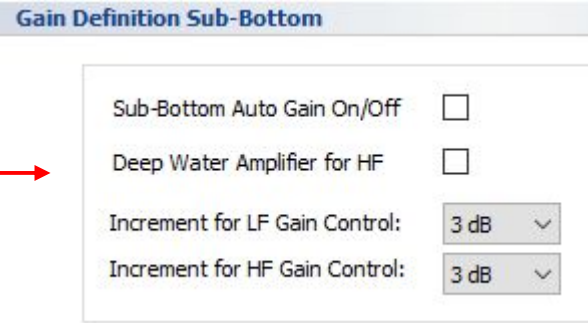 Gain Definition Sub-Bottom
Sub-Bottom Auto Gain On/Off
Deep Water Amplifier for HF
Increment for LF Gain Control: 3 dB
Increment for HF Gain Control: 3 dB